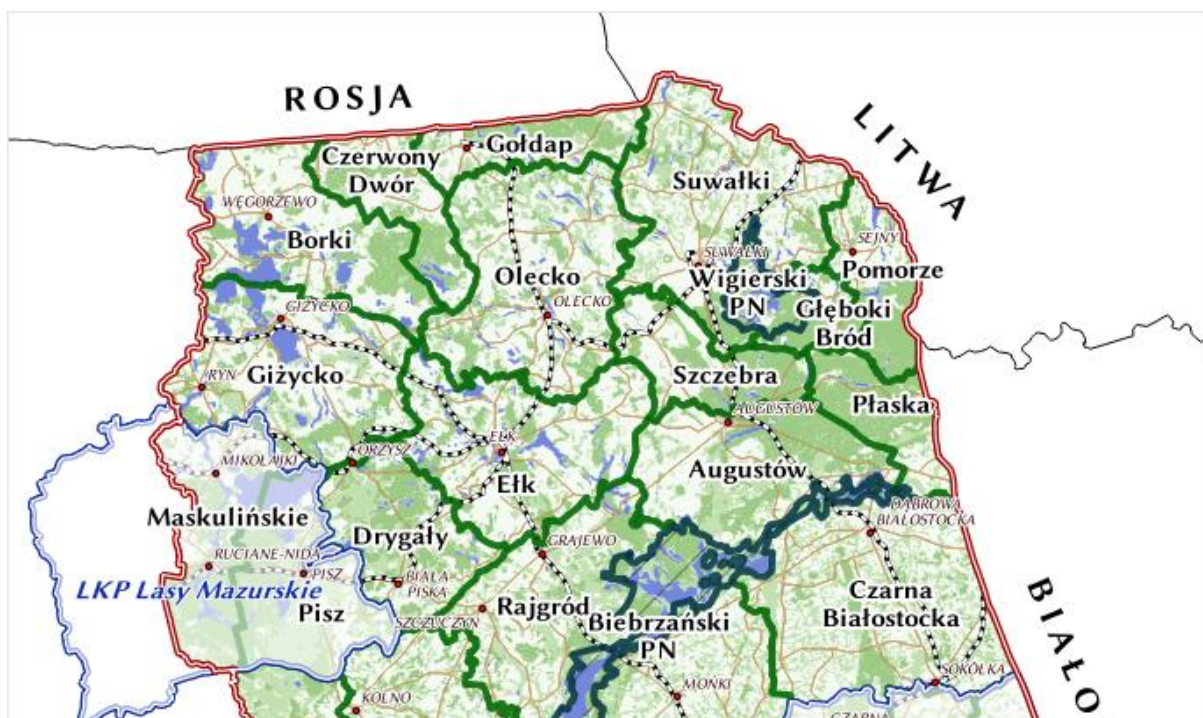 ROSJA
LITWA
Gołdap
Czerwony
Dwór
Suwałki
WĘGORZEWO
Borki
SEJNY
SUWAŁKI
Pomorze
Olecko
Wigierski
PN
OLECKO
Głęboki
Bród
GIŻYCKO
Giżycko
RYN
Szczebra
Płaska
AUGUSTÓW
EŁK
ORZYSZ
MIKOŁAJKI
Augustów
Ełk
Maskulińskie
DĄBROWA
BIAŁOSTOCKA
Drygały
GRAJEWO
RUCIANE-NIDA
PISZ
BIAŁA
PISKA
LKP Lasy Mazurskie
Pisz
Rajgród
SZCZUCZYN
Biebrzański
PN
Czarna
Białostocka
BIAŁO
SOKÓŁKA
MOŃKI
KOLNO
CZARNA